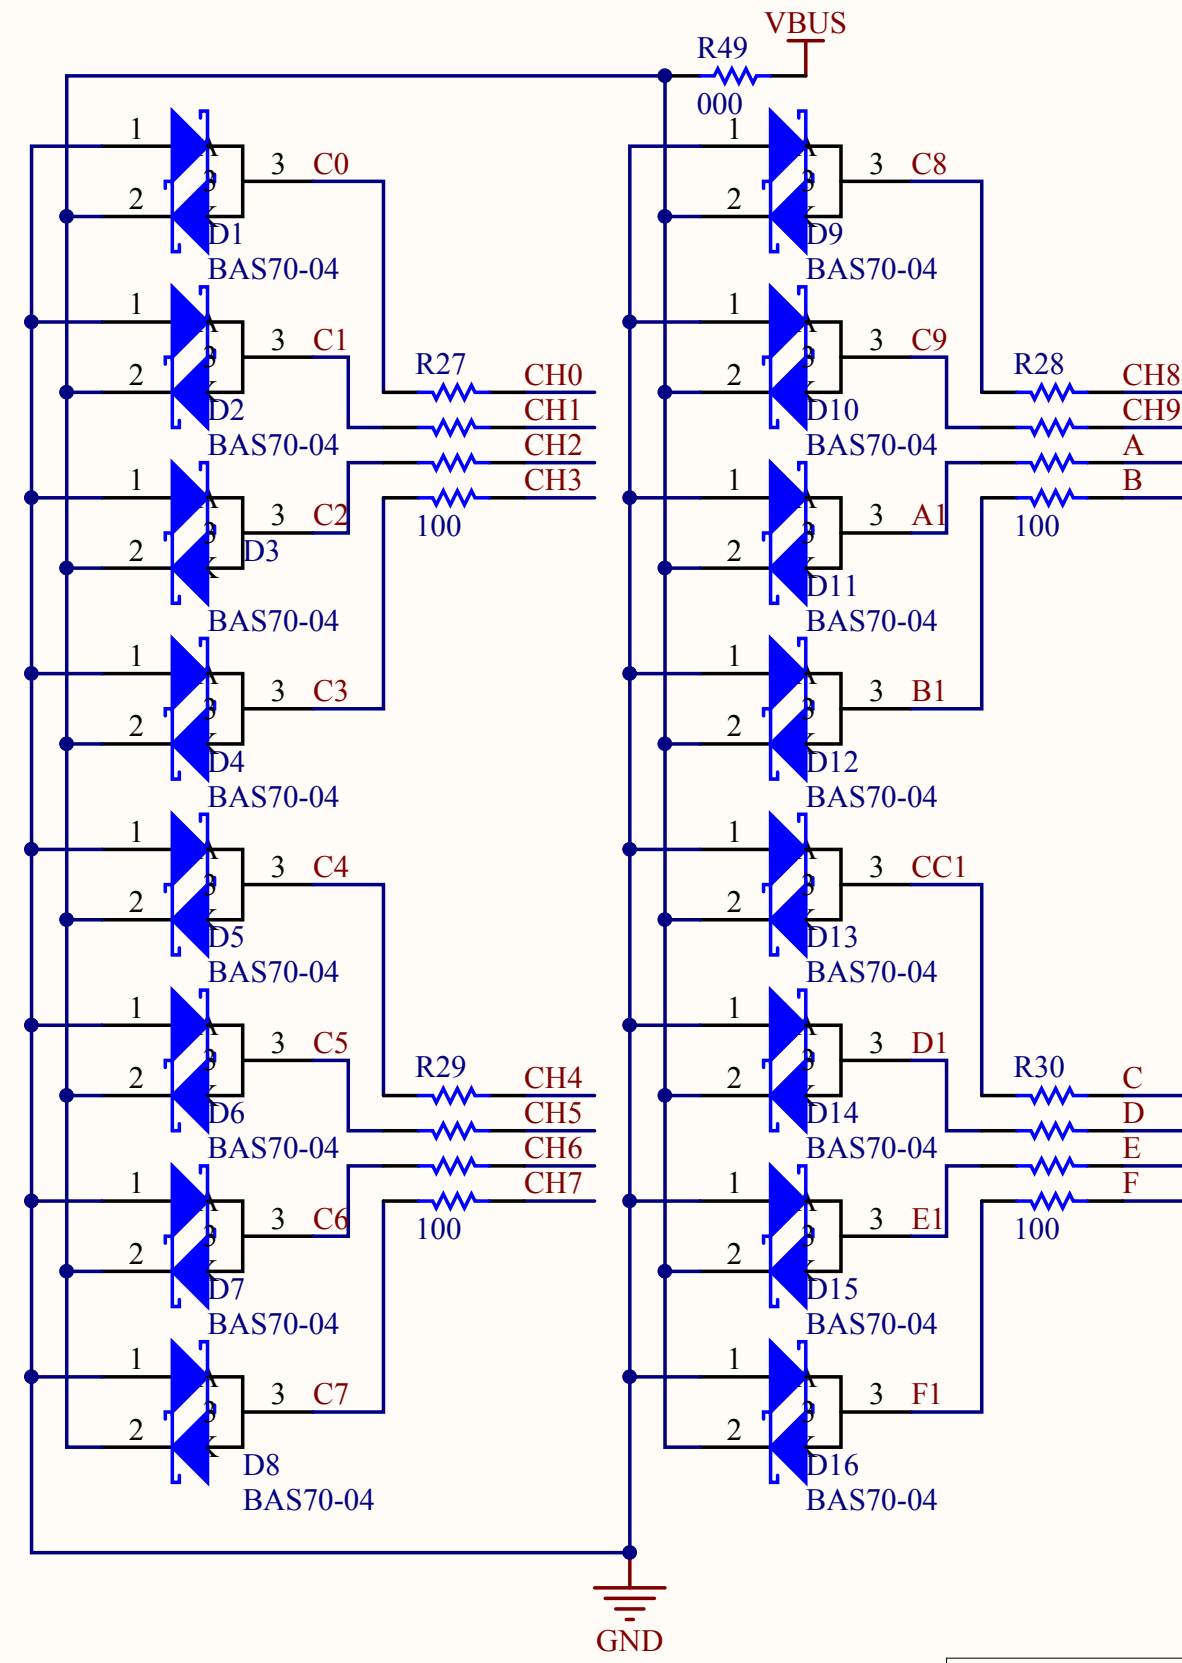 VBUS
R49
000
1
3 C0
2
D1
BAS70-04
1
3 C1
2
D2
BAS70-04
1
3 C2
2
D3
BAS70-04
1
3 C3
2
D4
BAS70-04
1
3 C4
2
D5
BAS70-04
1
3 C5
2
D6
BAS70-04
1
3 C6
2
D7
BAS70-04
1
3 C7
2
D8
BAS70-04
R27
CH0
CH1
CH2
CH3
100
R29
CH4
CH5
CH6
CH7
100
1
3 C8
2
D9
BAS70-04
1
3 C9
2
D10
BAS70-04
1
3 A1
2
D11
BAS70-04
1
3 B1
2
D12
BAS70-04
1
3 CC1
2
D13
BAS70-04
1
3 D1
2
D14
BAS70-04
1
3 E1
2
D15
BAS70-04
1
3 F1
2
D16
BAS70-04
R28
CH8
CH9
A
B
100
R30
C
D
E
F
100
GND